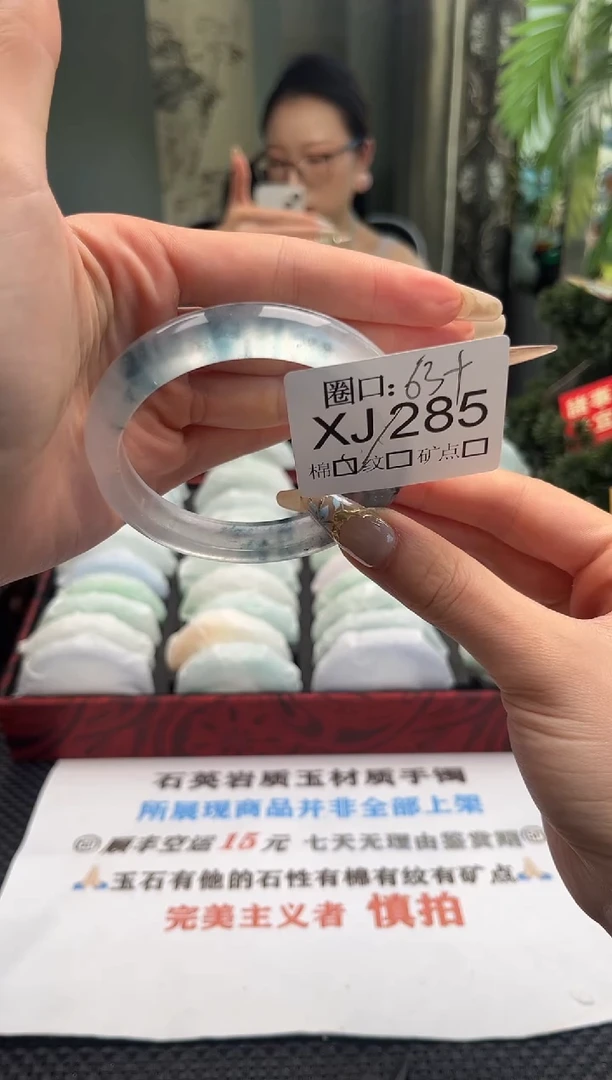 圈口: 63+
XJ/285
棉□ 纹□ 矿点□
石英岩质玉材质手镯
所展现商品并非全部上架
顺丰空运 15 元 七天无理由鉴赏期
🙏🏻玉石有他的石性有棉有纹有矿点🙏🏻
完美主义者 慎拍